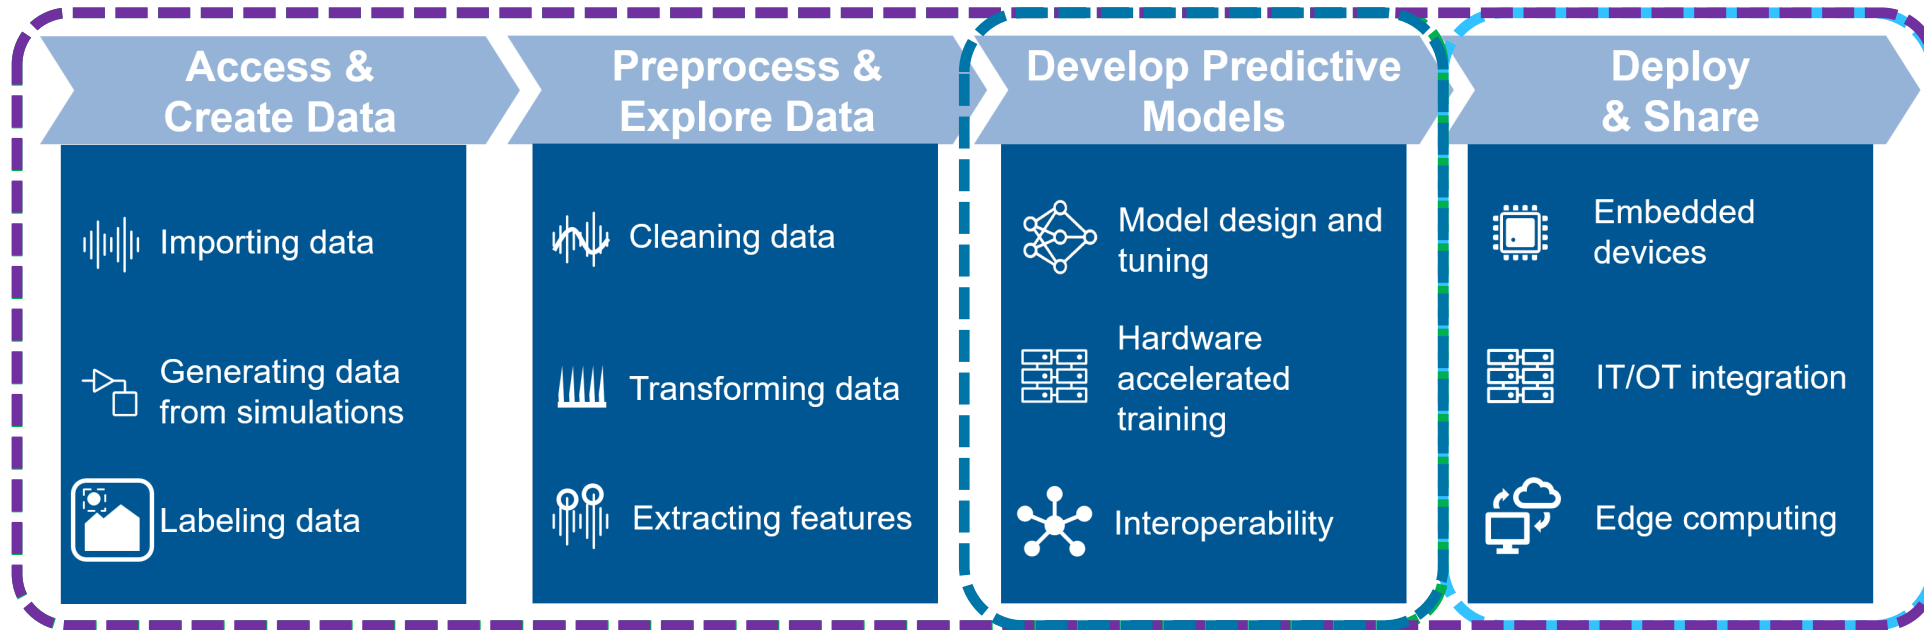 Access &
Create Data
Importing data
Generating data
from simulations
Labeling data
Preprocess &
Explore Data
Cleaning data
Transforming data
Extracting features
Develop Predictive
Models
Model design and
tuning
Hardware
accelerated
training
Interoperability
Deploy
& Share
Embedded
devices
IT/OT integration
Edge computing